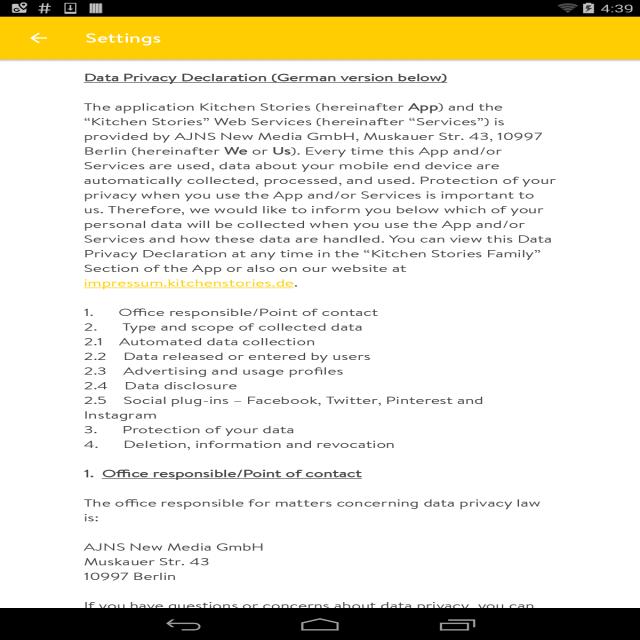 4:39
Settings
Data Privacy Declaration (German version below)
The application Kitchen Stories (hereinafter App) and the
“Kitchen Stories” Web Services (hereinafter “Services”) is
provided by AJNS New Media GmbH, Muskauer Str. 43, 10997
Berlin (hereinafter We or Us). Every time this App and/or
Services are used, data about your mobile end device are
automatically collected, processed, and used. Protection of your
privacy when you use the App and/or Services is important to
us. Therefore, we would like to inform you below which of your
personal data will be collected when you use the App and/or
Services and how these data are handled. You can view this Data
Privacy Declaration at any time in the “Kitchen Stories Family”
Section of the App or also on our website at
impressum.kitchenstories.de.
1. Office responsible/Point of contact
2. Type and scope of collected data
2.1 Automated data collection
2.2 Data released or entered by users
2.3 Advertising and usage profiles
2.4 Data disclosure
2.5 Social plug-ins – Facebook, Twitter, Pinterest and
Instagram
3. Protection of your data
4. Deletion, information and revocation
1. Office responsible/Point of contact
The office responsible for matters concerning data privacy law
is:
AJNS New Media GmbH
Muskauer Str. 43
10997 Berlin
If you have questions or concerns about data privacy, you can